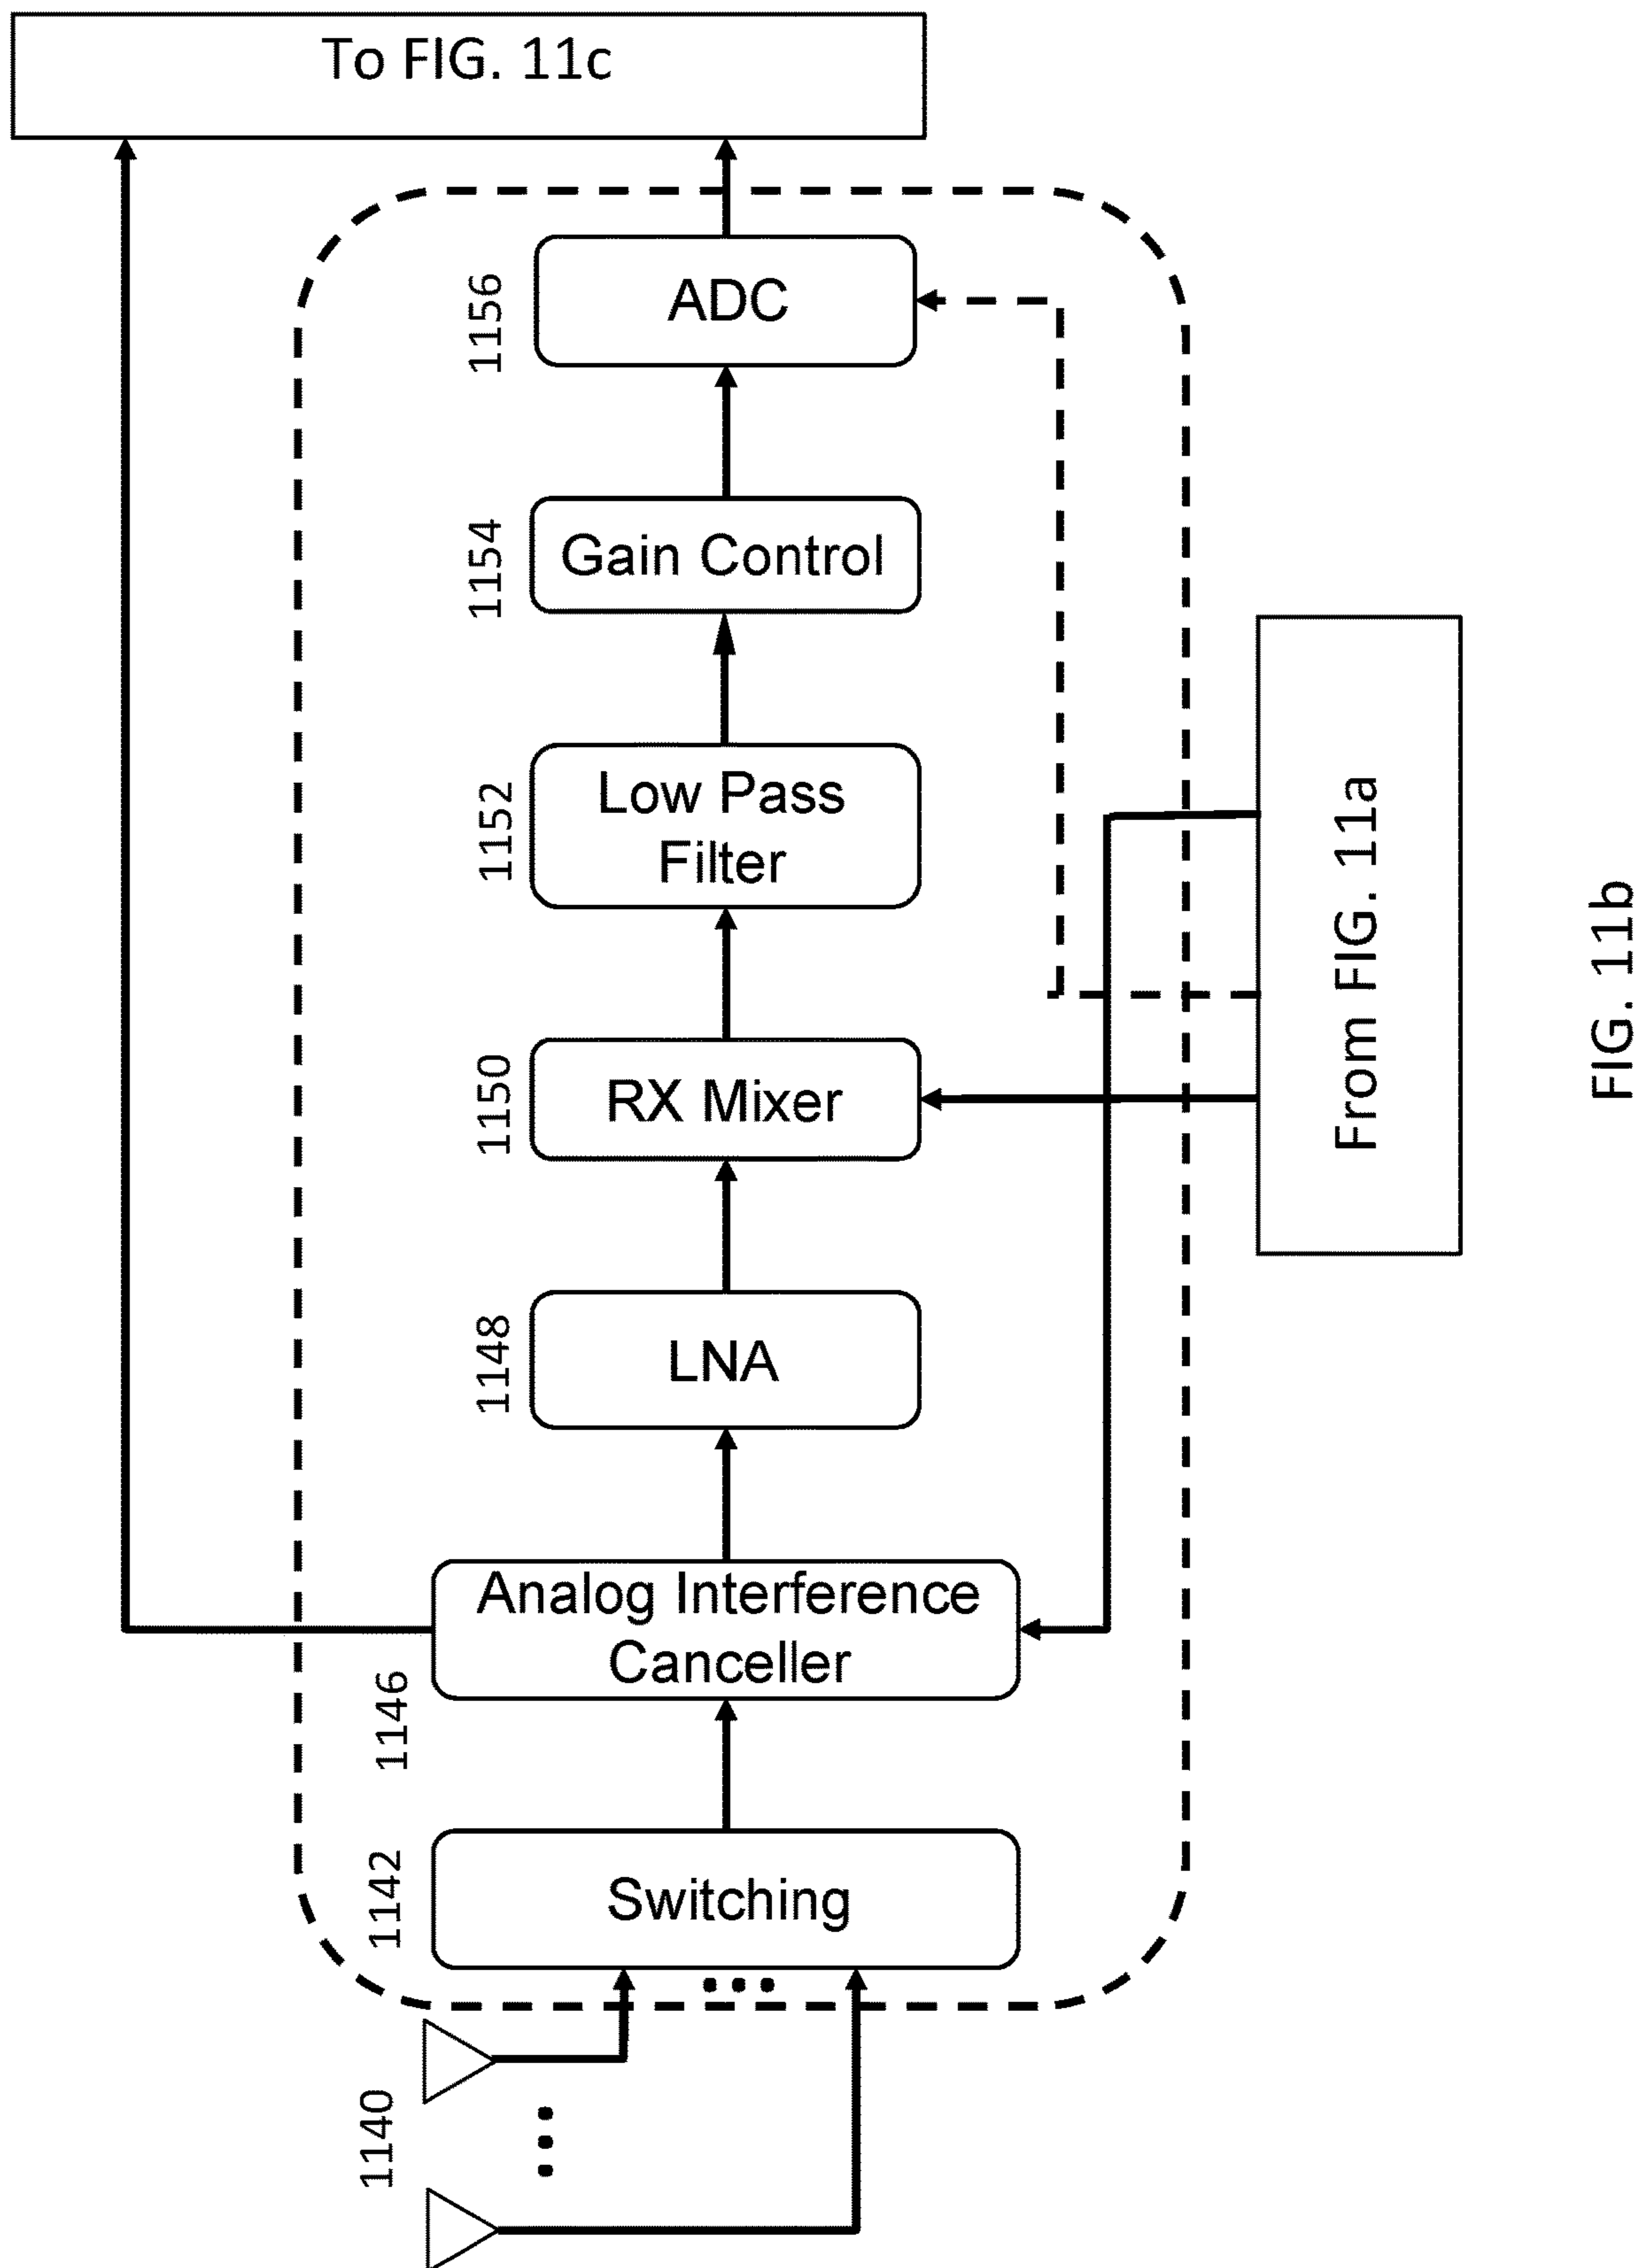 To FIG. 11c
1156
ADC
1154
Gain Control
1152
Low Pass
Filter
1150
RX Mixer
From FIG. 11a
1148
LNA
1146
Analog Interference
Canceller
1142
Switching
1140
FIG. 11b